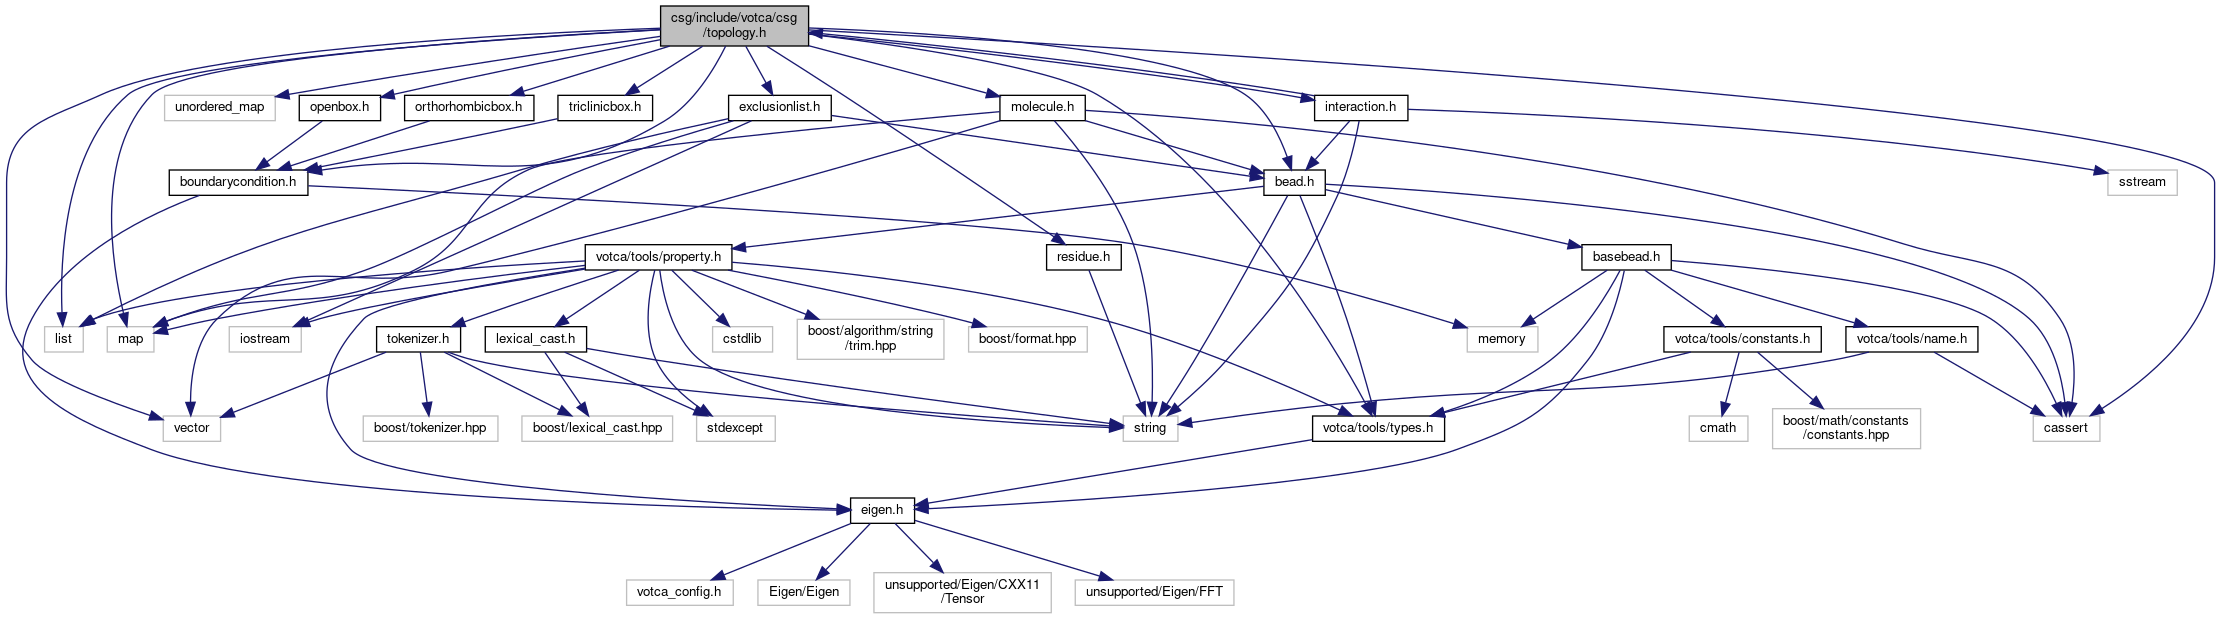 csg/include/votca/csg
/topology.h
unordered_map
openbox.h
orthorhombicbox.h
triclinicbox.h
exclusionlist.h
molecule.h
interaction.h
boundarycondition.h
bead.h
sstream
votca/tools/property.h
residue.h
basebead.h
list
map
iostream
tokenizer.h
lexical_cast.h
cstdlib
boost/algorithm/string
/trim.hpp
boost/format.hpp
memory
votca/tools/constants.h
votca/tools/name.h
vector
boost/tokenizer.hpp
boost/lexical_cast.hpp
stdexcept
string
votca/tools/types.h
cmath
boost/math/constants
/constants.hpp
cassert
eigen.h
votca_config.h
Eigen/Eigen
unsupported/Eigen/CXX11
/Tensor
unsupported/Eigen/FFT